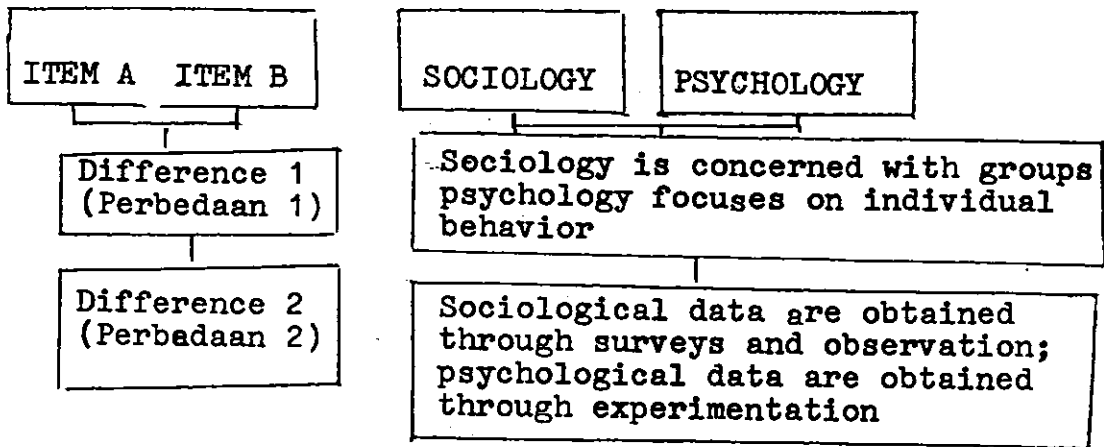 ITEM A ITEM B
Difference 1
(Perbedaan 1)
Difference 2
(Perbedaan 2)
SOCIOLOGY PSYCHOLOGY
Sociology is concerned with groups
psychology focuses on individual
behavior
Sociological data are obtained
through surveys and observation;
psychological data are obtained
through experimentation